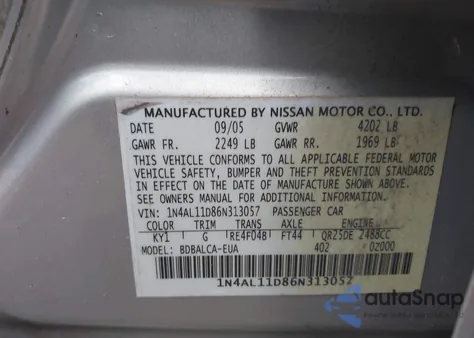 MANUFACTURED BY NISSAN MOTOR CO., LTD.
DATE 09/05 GVWR 4202 LB
GAWR FR. 2249 LB GAWR RR. 1969 LB
THIS VEHICLE CONFORMS TO ALL APPLICABLE FEDERAL MOTOR
VEHICLE SAFETY, BUMPER AND THEFT PREVENTION STANDARDS
IN EFFECT ON THE DATE OF MANUFACTURE SHOWN ABOVE.
SEE OWNERS MANUAL FOR ADDITIONAL INFORMATION.
VIN: 1N4AL11D86N313057 PASSENGER CAR
COLOR TRIM TRANS AXLE ENGINE
KY1 G RE4F04B FT44 QR25DE 2488CC
MODEL: BDBALCA-EUA 402 0Z000
1N4AL11D86N313057
autoSnap